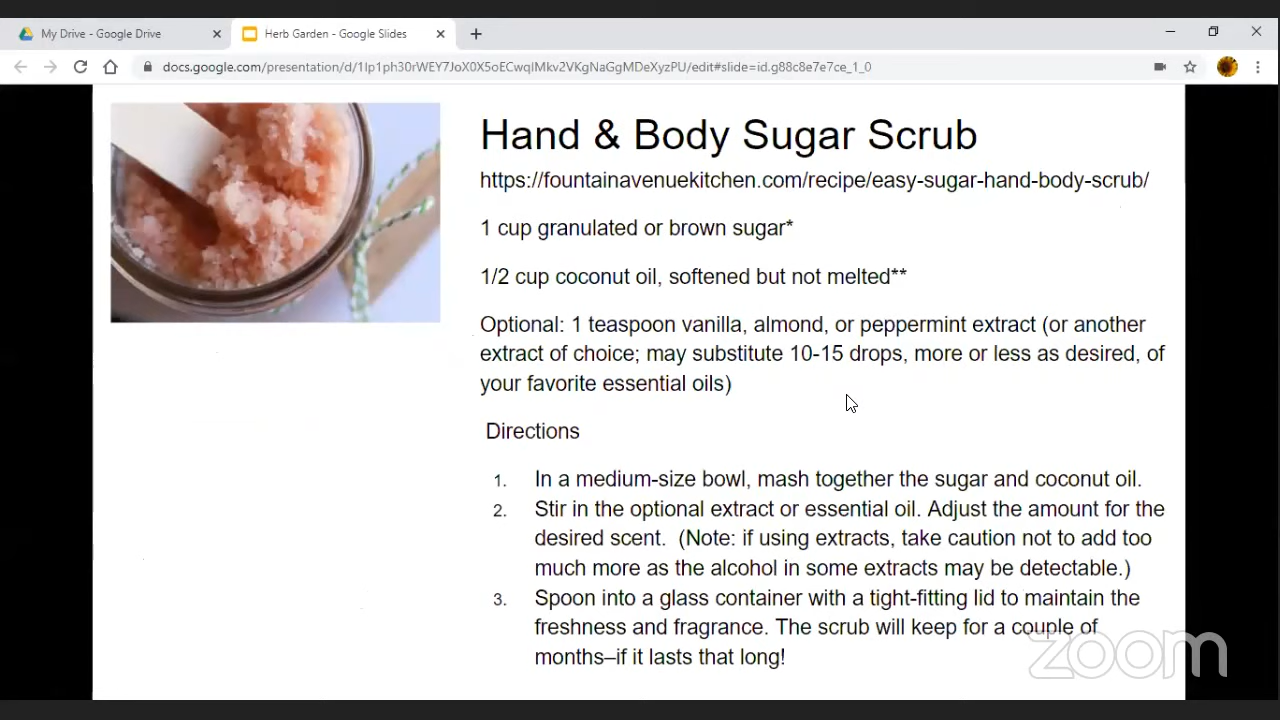 My Drive - Google Drive
Herb Garden - Google Slides
docs.google.com/presentation/d/1Ip1ph30rWEY7JoX0X5oECwqIMkv2VKgNaGgMDeXyzPU/edit#slide=id.g88c8e7e7ce_1_0
Hand & Body Sugar Scrub
https://fountainavenuekitchen.com/recipe/easy-sugar-hand-body-scrub/
1 cup granulated or brown sugar*
1/2 cup coconut oil, softened but not melted**
Optional: 1 teaspoon vanilla, almond, or peppermint extract (or another
extract of choice; may substitute 10-15 drops, more or less as desired, of
your favorite essential oils)
Directions
1. In a medium-size bowl, mash together the sugar and coconut oil.
2. Stir in the optional extract or essential oil. Adjust the amount for the
desired scent.  (Note: if using extracts, take caution not to add too
much more as the alcohol in some extracts may be detectable.)
3. Spoon into a glass container with a tight-fitting lid to maintain the
freshness and fragrance. The scrub will keep for a couple of
months–if it lasts that long!
zoom